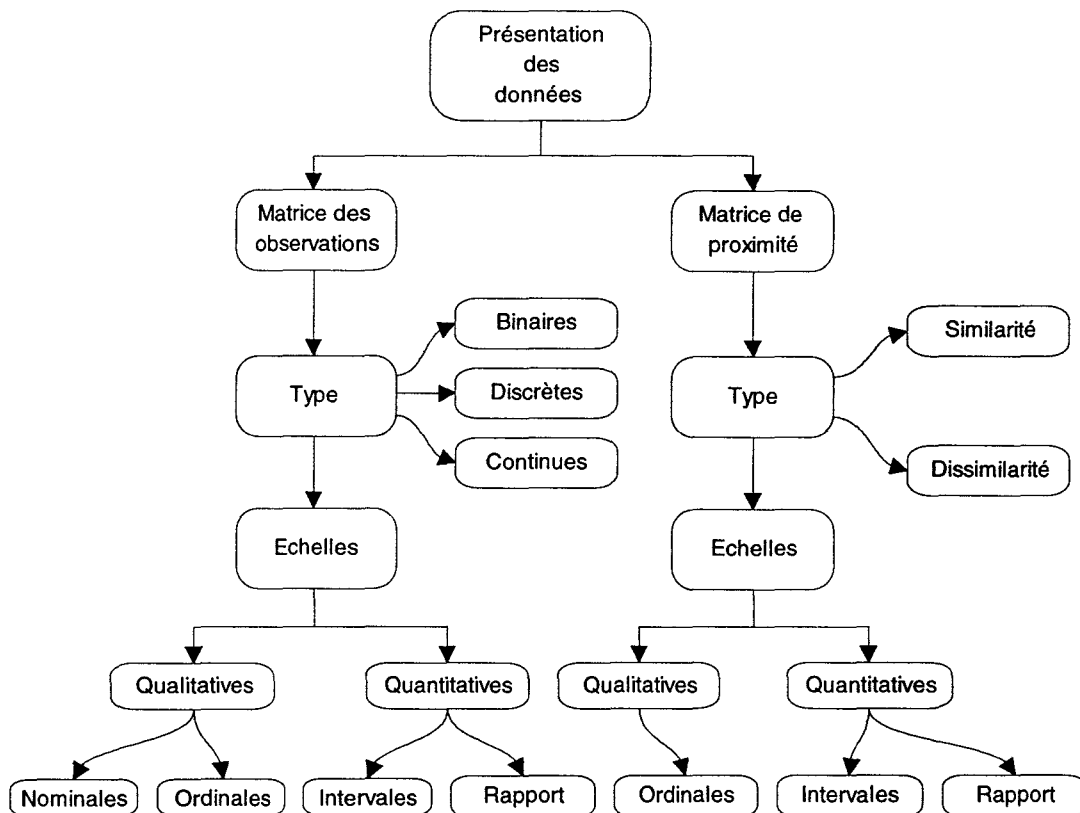 Présentation
des
données
Matrice des
observations
Matrice de
proximité
Binaires
Similarité
Type
Discrètes
Type
Continues
Dissimilarité
Echelles
Echelles
Qualitatives
Quantitatives
Qualitatives
Quantitatives
Nominales
Ordinales
Intervales
Rapport
Ordinales
Intervales
Rapport